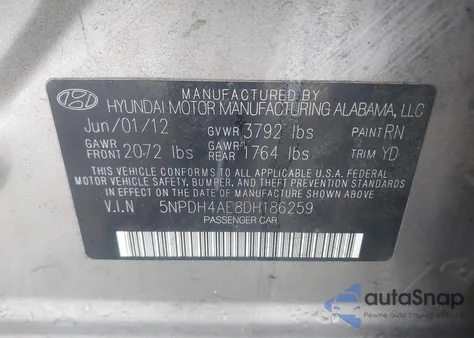 MANUFACTURED BY
HYUNDAI MOTOR MANUFACTURING ALABAMA, LLC
Jun/01/12 GVWR 3792 lbs PAINT RN
GAWR FRONT 2072 lbs GAWR REAR 1764 lbs TRIM YD
THIS VEHICLE CONFORMS TO ALL APPLICABLE U.S.A FEDERAL
MOTOR VEHICLE SAFETY, BUMPER, AND THEFT PREVENTION STANDARDS
IN EFFECT ON THE DATE OF MANUFACTURE SHOWN ABOVE.
V.I.N 5NPDH4AE8DH186259
PASSENGER CAR
autoSnap
Pewne auto